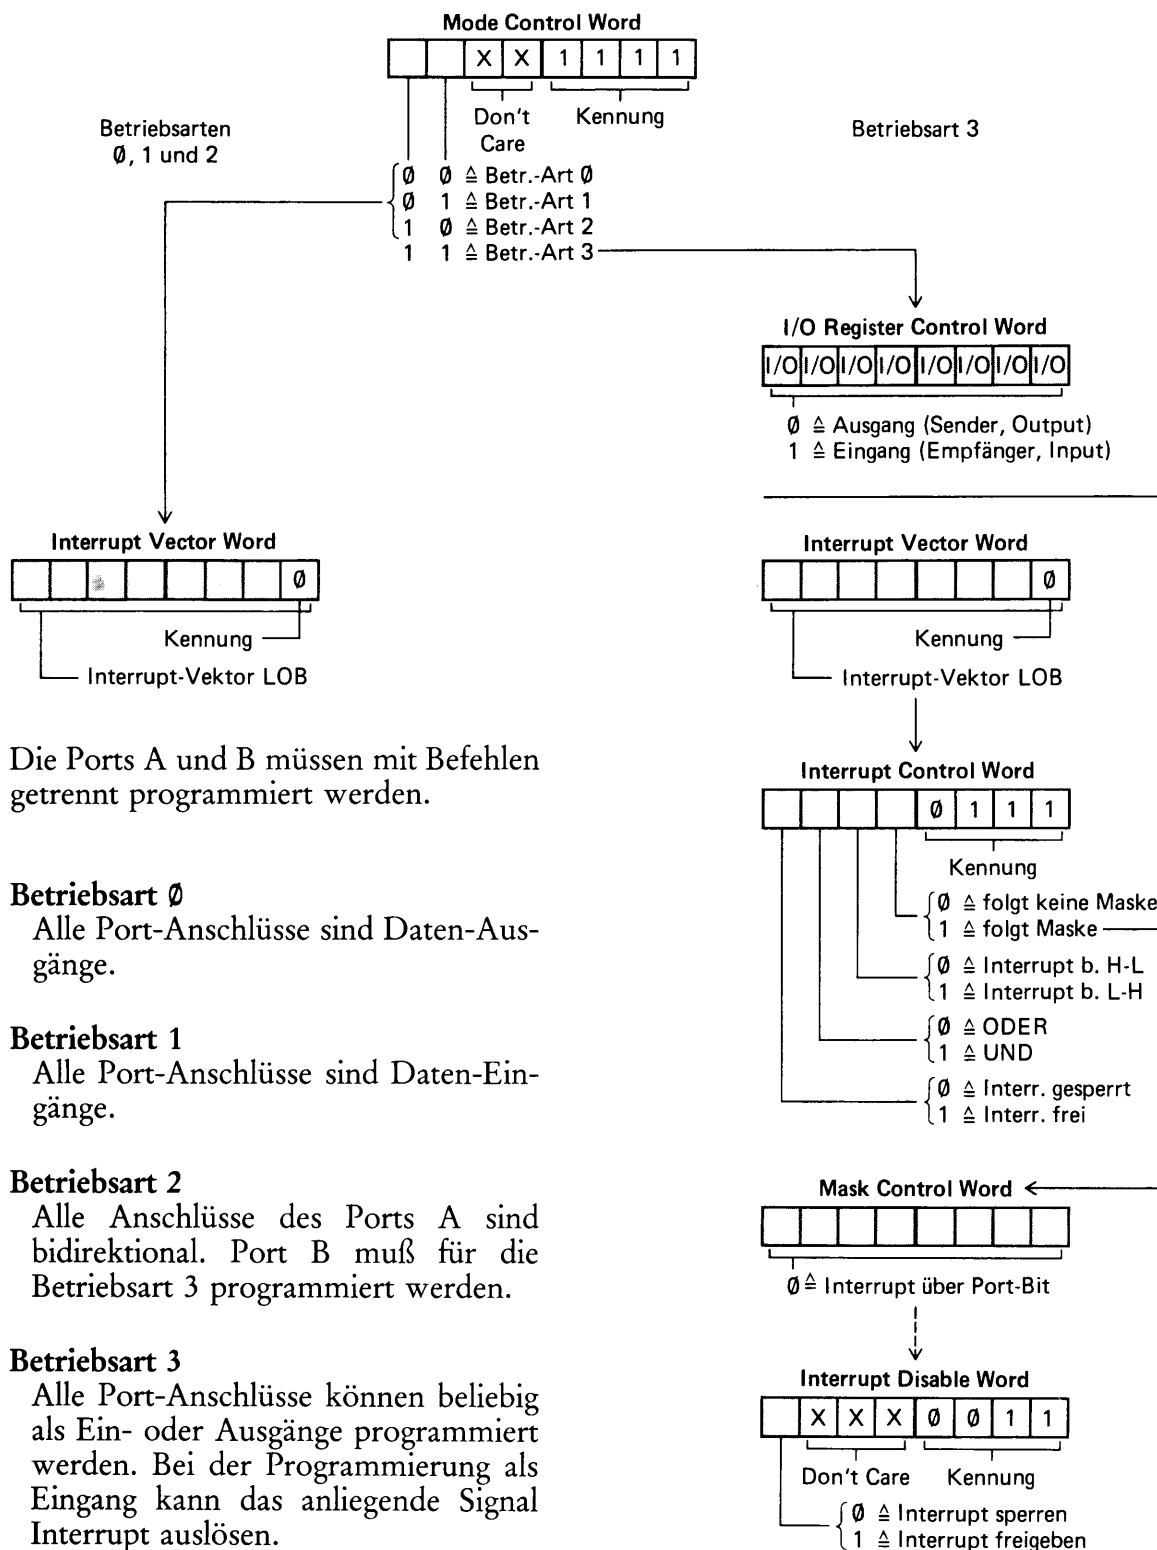 Mode Control Word
X X 1 1 1 1
Don't Care
Kennung
Betriebsarten
Ø, 1 und 2
Betriebsart 3
Ø Ø ≙ Betr.-Art Ø
Ø 1 ≙ Betr.-Art 1
1 Ø ≙ Betr.-Art 2
1 1 ≙ Betr.-Art 3
I/O Register Control Word
I/O I/O I/O I/O I/O I/O I/O I/O
Ø ≙ Ausgang (Sender, Output)
1 ≙ Eingang (Empfänger, Input)
Interrupt Vector Word
Ø
Kennung
Interrupt-Vektor LOB
Interrupt Vector Word
Ø
Kennung
Interrupt-Vektor LOB
Die Ports A und B müssen mit Befehlen
getrennt programmiert werden.
Betriebsart Ø
Alle Port-Anschlüsse sind Daten-Aus-
gänge.
Betriebsart 1
Alle Port-Anschlüsse sind Daten-Ein-
gänge.
Betriebsart 2
Alle Anschlüsse des Ports A sind
bidirektional. Port B muß für die
Betriebsart 3 programmiert werden.
Betriebsart 3
Alle Port-Anschlüsse können beliebig
als Ein- oder Ausgänge programmiert
werden. Bei der Programmierung als
Eingang kann das anliegende Signal
Interrupt auslösen.
Interrupt Control Word
Ø 1 1 1
Kennung
Ø ≙ folgt keine Maske
1 ≙ folgt Maske
Ø ≙ Interrupt b. H-L
1 ≙ Interrupt b. L-H
Ø ≙ ODER
1 ≙ UND
Ø ≙ Interr. gesperrt
1 ≙ Interr. frei
Mask Control Word
Ø ≙ Interrupt über Port-Bit
Interrupt Disable Word
X X X Ø Ø 1 1
Don't Care Kennung
Ø ≙ Interrupt sperren
1 ≙ Interrupt freigeben